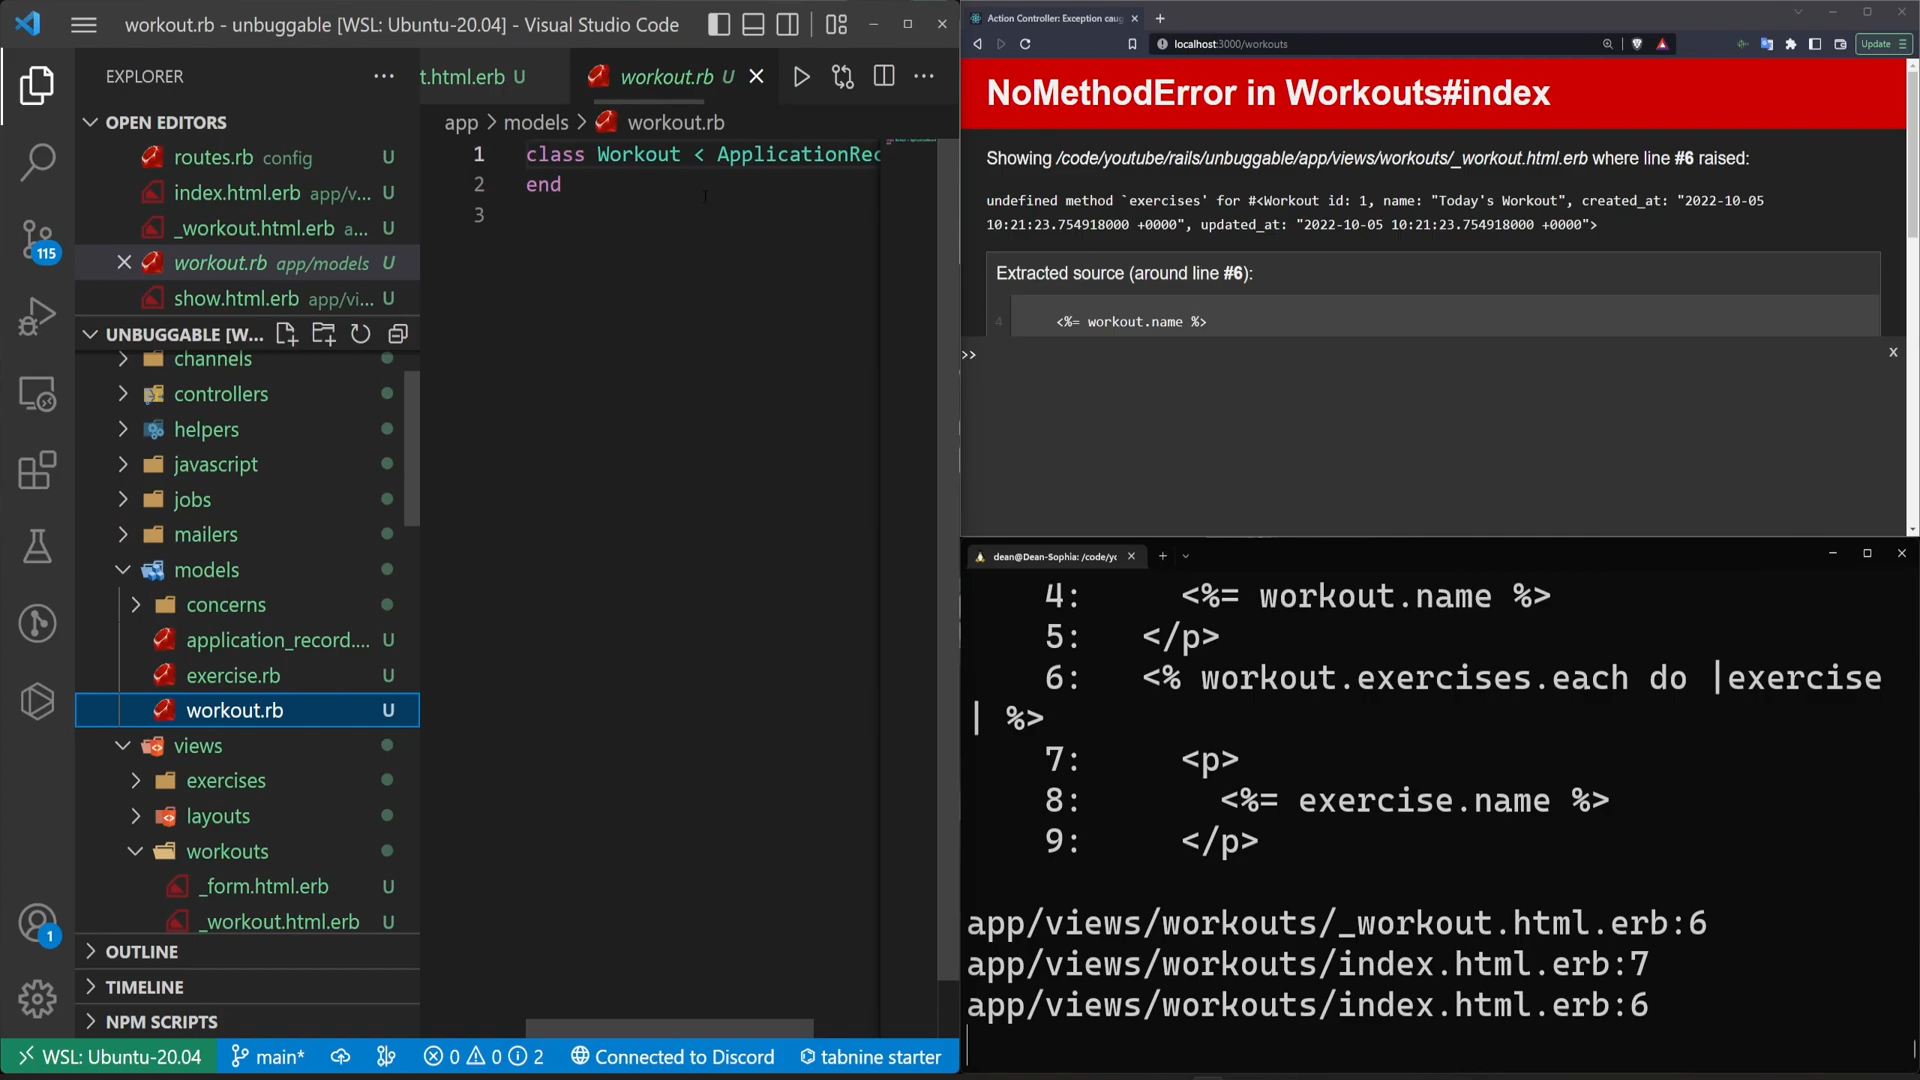 workout.rb - unbuggable [WSL: Ubuntu-20.04] - Visual Studio Code
EXPLORER
OPEN EDITORS
routes.rb config U
index.html.erb app/v... U
_workout.html.erb a... U
workout.rb app/models U
show.html.erb app/vi... U
UNBUGGABLE [W...
channels
controllers
helpers
javascript
jobs
mailers
models
concerns
application_record.... U
exercise.rb U
workout.rb U
views
exercises
layouts
workouts
_form.html.erb U
_workout.html.erb U
OUTLINE
TIMELINE
NPM SCRIPTS
115
1
t.html.erb U
workout.rb U
app > models > workout.rb
1 class Workout < ApplicationRec
2 end
3
WSL: Ubuntu-20.04 main* 0 0 2 Connected to Discord tabnine starter
Action Controller: Exception caug
localhost:3000/workouts
Update
NoMethodError in Workouts#index
Showing /code/youtube/rails/unbuggable/app/views/workouts/_workout.html.erb where line #6 raised:
undefined method `exercises' for #<Workout id: 1, name: "Today's Workout", created_at: "2022-10-05
10:21:23.754918000 +0000", updated_at: "2022-10-05 10:21:23.754918000 +0000">
Extracted source (around line #6):
4 <%= workout.name %>
>> x
dean@Dean-Sophia: /code/yo
4: <%= workout.name %>
5: </p>
6: <% workout.exercises.each do |exercise
| %>
7: <p>
8: <%= exercise.name %>
9: </p>
app/views/workouts/_workout.html.erb:6
app/views/workouts/index.html.erb:7
app/views/workouts/index.html.erb:6